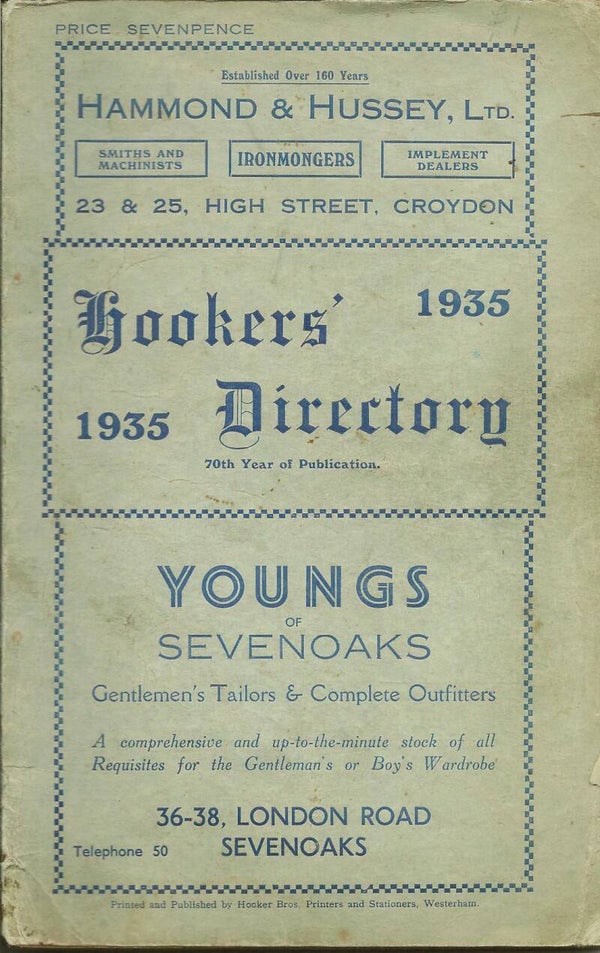 PRICE SEVENPENCE
Established Over 160 Years
HAMMOND & HUSSEY, LTD.
SMITHS AND
MACHINISTS
IRONMONGERS
IMPLEMENT
DEALERS
23 & 25, HIGH STREET, CROYDON
Hookers' 1935
1935 Directory
70th Year of Publication.
YOUNGS
OF
SEVENOAKS
Gentlemen's Tailors & Complete Outfitters
A comprehensive and up-to-the-minute stock of all
Requisites for the Gentleman's or Boy's Wardrobe
36-38, LONDON ROAD
Telephone 50 SEVENOAKS
Printed and Published by Hooker Bros. Printers and Stationers, Westerham.